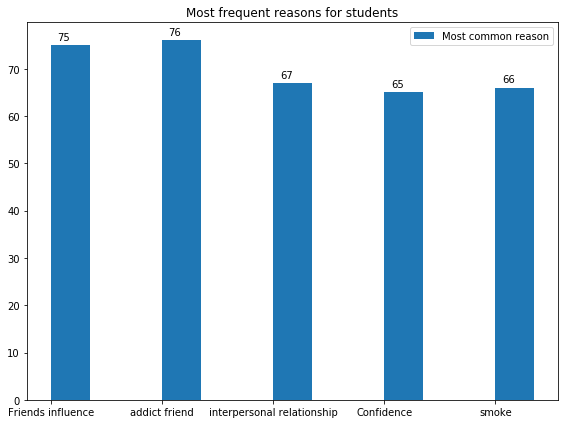 Most frequent reasons for students
Most common reason
75
76
67
65
66
70
60
50
40
30
20
10
0
Friends influence
addict friend
interpersonal relationship
Confidence
smoke